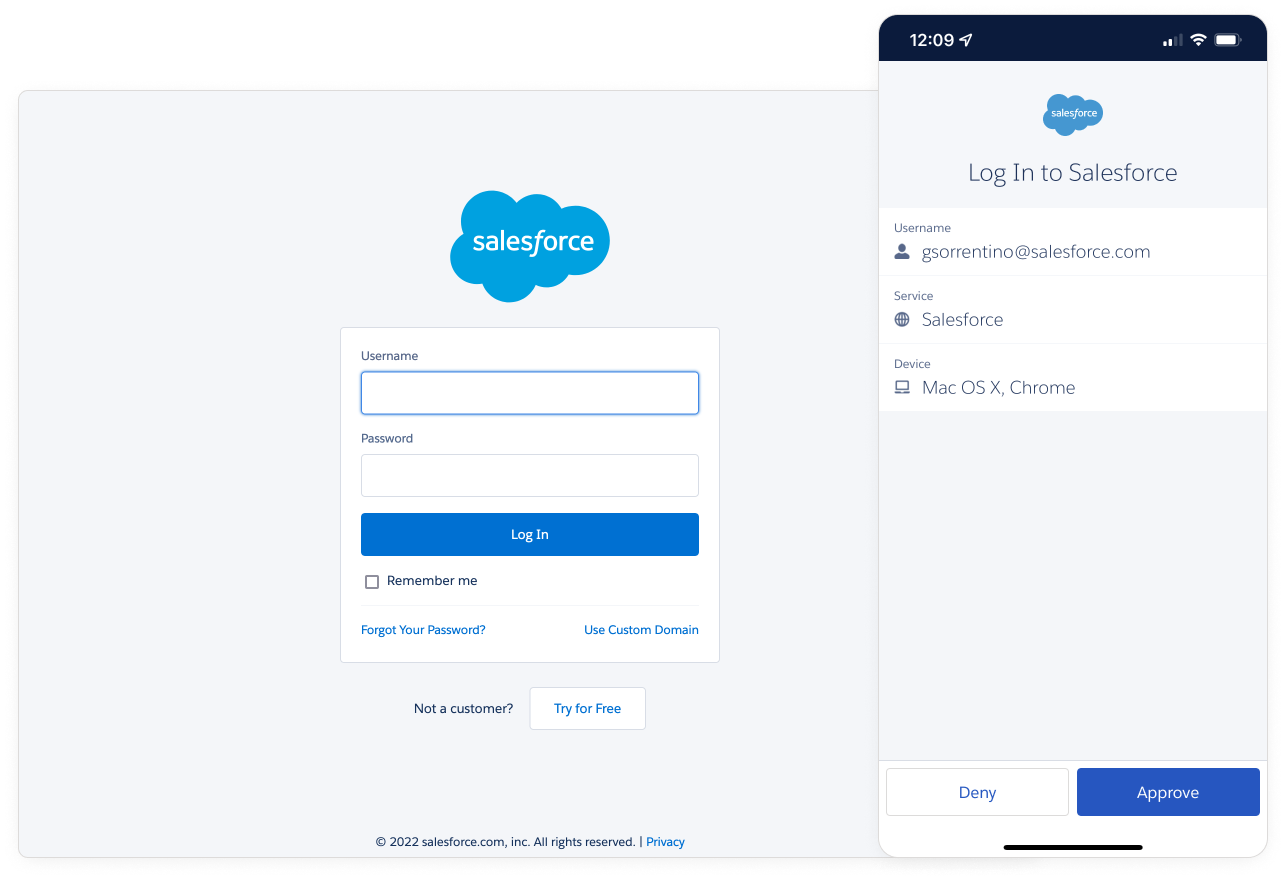 salesforce
Username
Password
Log In
Remember me
Forgot Your Password? Use Custom Domain
Not a customer? Try for Free
© 2022 salesforce.com, inc. All rights reserved. | Privacy
12:09
salesforce
Log In to Salesforce
Username
gsorrentino@salesforce.com
Service
Salesforce
Device
Mac OS X, Chrome
Deny Approve